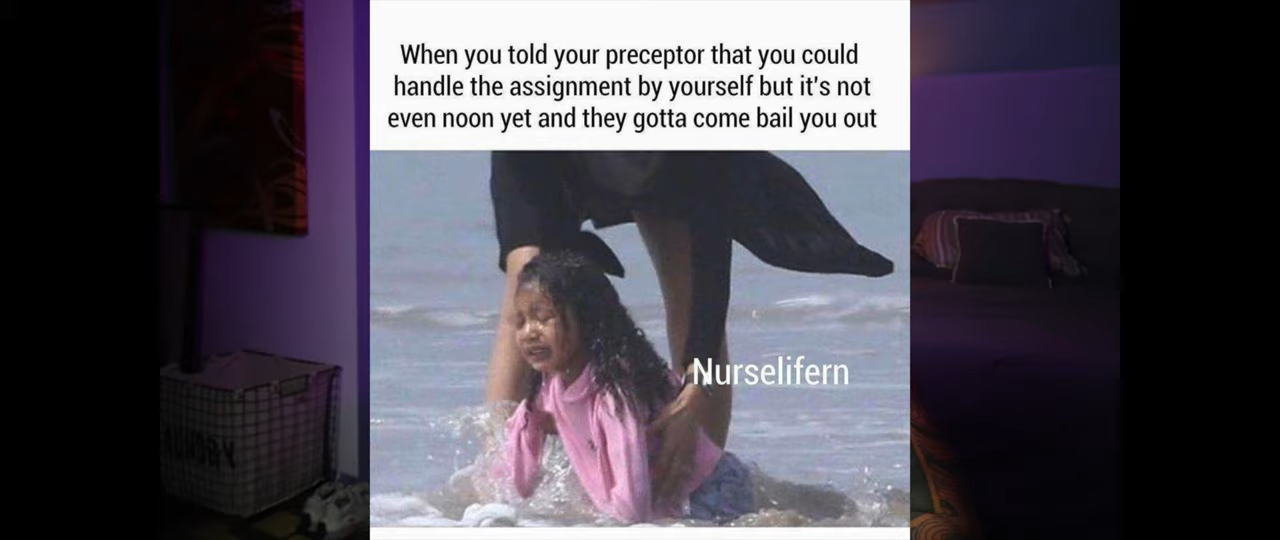 When you told your preceptor that you could
handle the assignment by yourself but it's not
even noon yet and they gotta come bail you out
Nurselifern
LAUNDRY